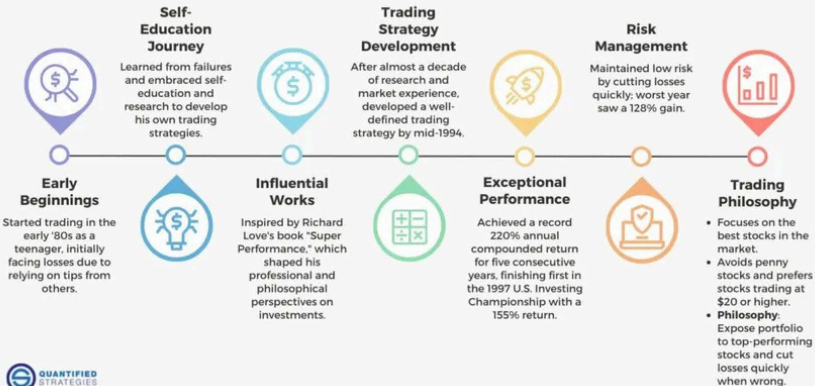 Self-
Education
Journey
Learned from failures
and embraced self-
education and
research to develop
his own trading
strategies.
Trading
Strategy
Development
After almost a decade
of research and
market experience,
developed a well-
defined trading
strategy by mid-1994.
Risk
Management
Maintained low risk
by cutting losses
quickly; worst year
saw a 128% gain.
$
$
$
$
$
Early
Beginnings
Started trading in the
early '80s as a
teenager, initially
facing losses due to
relying on tips from
others.
Influential
Works
Inspired by Richard
Love's book "Super
Performance," which
shaped his
professional and
philosophical
perspectives on
investments.
Exceptional
Performance
Achieved a record
220% annual
compounded return
for five consecutive
years, finishing first in
the 1997 U.S. Investing
Championship with a
155% return.
Trading
Philosophy
• Focuses on the
best stocks in the
market.
• Avoids penny
stocks and prefers
stocks trading at
$20 or higher.
• Philosophy:
Expose portfolio
to top-performing
stocks and cut
losses quickly
when wrong.
QUANTIFIED
STRATEGIES